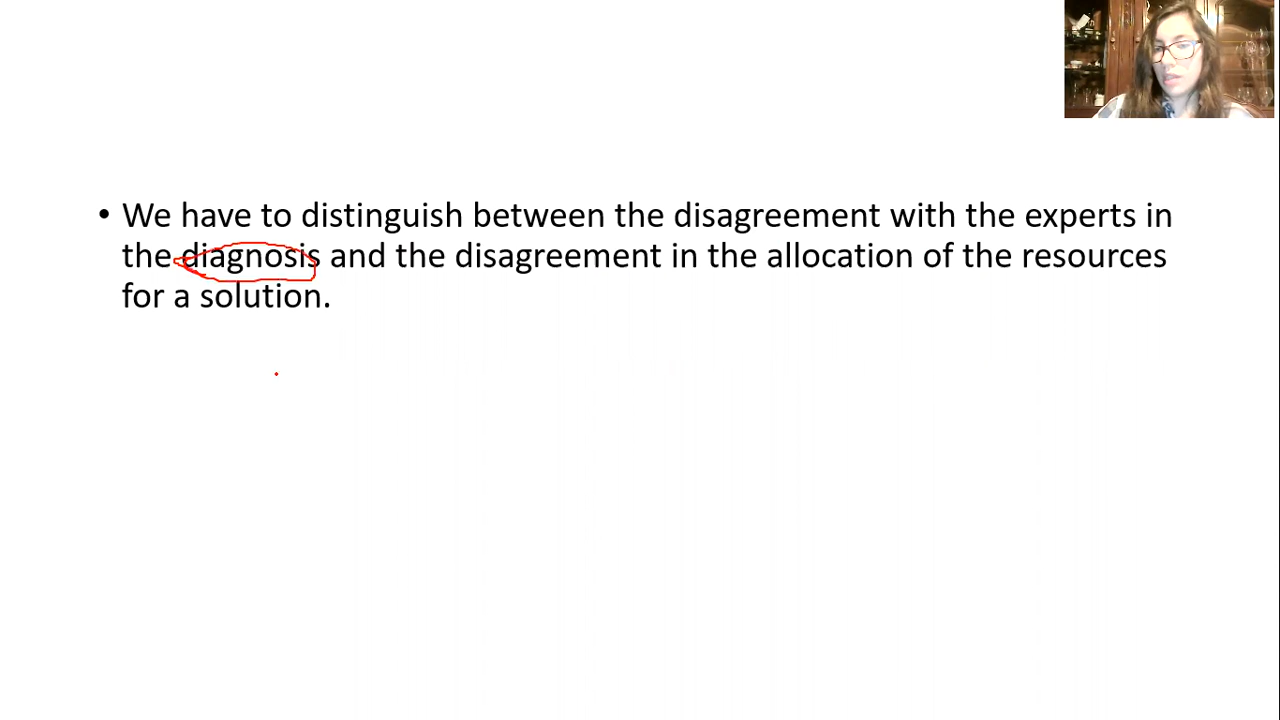 • We have to distinguish between the disagreement with the experts in
the diagnosis and the disagreement in the allocation of the resources
for a solution.